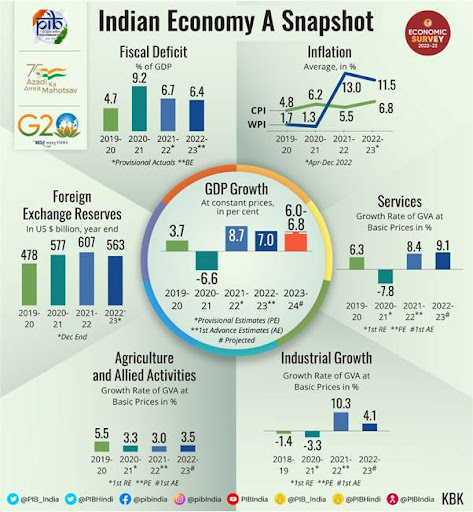 pib
Indian Economy A Snapshot
ECONOMIC
SURVEY
2022-23
75
Azadi Ka
Amrit Mahotsav
G20
Fiscal Deficit
% of GDP
4.7 9.2 6.7 6.4
2019-20 2020-21 2021-22* 2022-23**
*Provisional Actuals **BE
Inflation
Average, in %
CPI 4.8 6.2 5.5 6.8
WPI 1.7 1.3 13.0 11.5
2019-20 2020-21 2021-22 2022-23*
*Apr-Dec 2022
Foreign
Exchange Reserves
In US $ billion, year end
478 577 607 563
2019-20 2020-21 2021-22 2022-23*
*Dec End
GDP Growth
At constant prices,
in per cent
3.7 -6.6 8.7 7.0 6.0-6.8
2019-20 2020-21 2021-22* 2022-23** 2023-24#
*Provisional Estimates (PE)
**1st Advance Estimates (AE)
# Projected
Services
Growth Rate of GVA at
Basic Prices in %
6.3 -7.8 8.4 9.1
2019-20 2020-21* 2021-22** 2022-23#
*1st RE **PE #1st AE
Agriculture
and Allied Activities
Growth Rate of GVA at
Basic Prices in %
5.5 3.3 3.0 3.5
2019-20 2020-21* 2021-22** 2022-23#
*1st RE **PE #1st AE
Industrial Growth
Growth Rate of GVA at
Basic Prices in %
-1.4 -3.3 10.3 4.1
2018-19 2020-21* 2021-22** 2022-23#
*1st RE **PE #1st AE
@PIB_India @PIBHindi @pibindia @pibindia PIBIndia @PIB_India @PIBHindi @pibIndia KBK